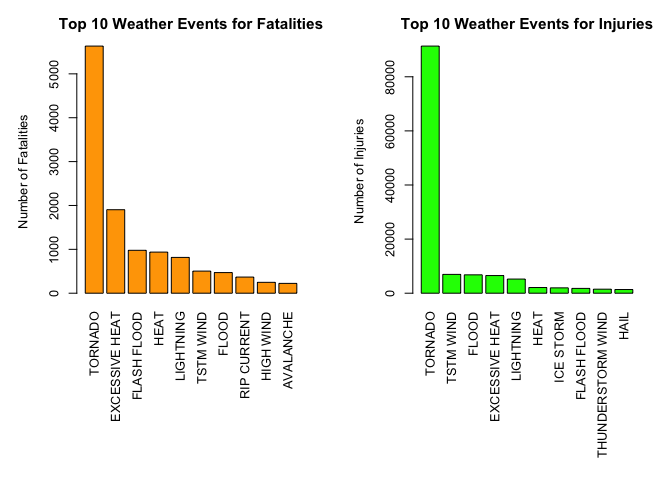 Top 10 Weather Events for Fatalities
Number of Fatalities
0
1000
2000
3000
4000
5000
TORNADO
EXCESSIVE HEAT
FLASH FLOOD
HEAT
LIGHTNING
TSTM WIND
FLOOD
RIP CURRENT
HIGH WIND
AVALANCHE
Top 10 Weather Events for Injuries
Number of Injuries
0
20000
40000
60000
80000
TORNADO
TSTM WIND
FLOOD
EXCESSIVE HEAT
LIGHTNING
HEAT
ICE STORM
FLASH FLOOD
THUNDERSTORM WIND
HAIL